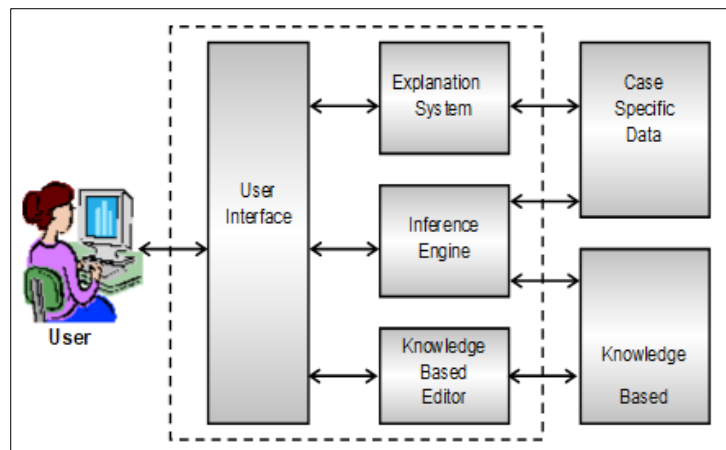 Explanation
System
Case
Specific
Data
User
Interface
Inference
Engine
User
Knowledge
Based
Editor
Knowledge
Based